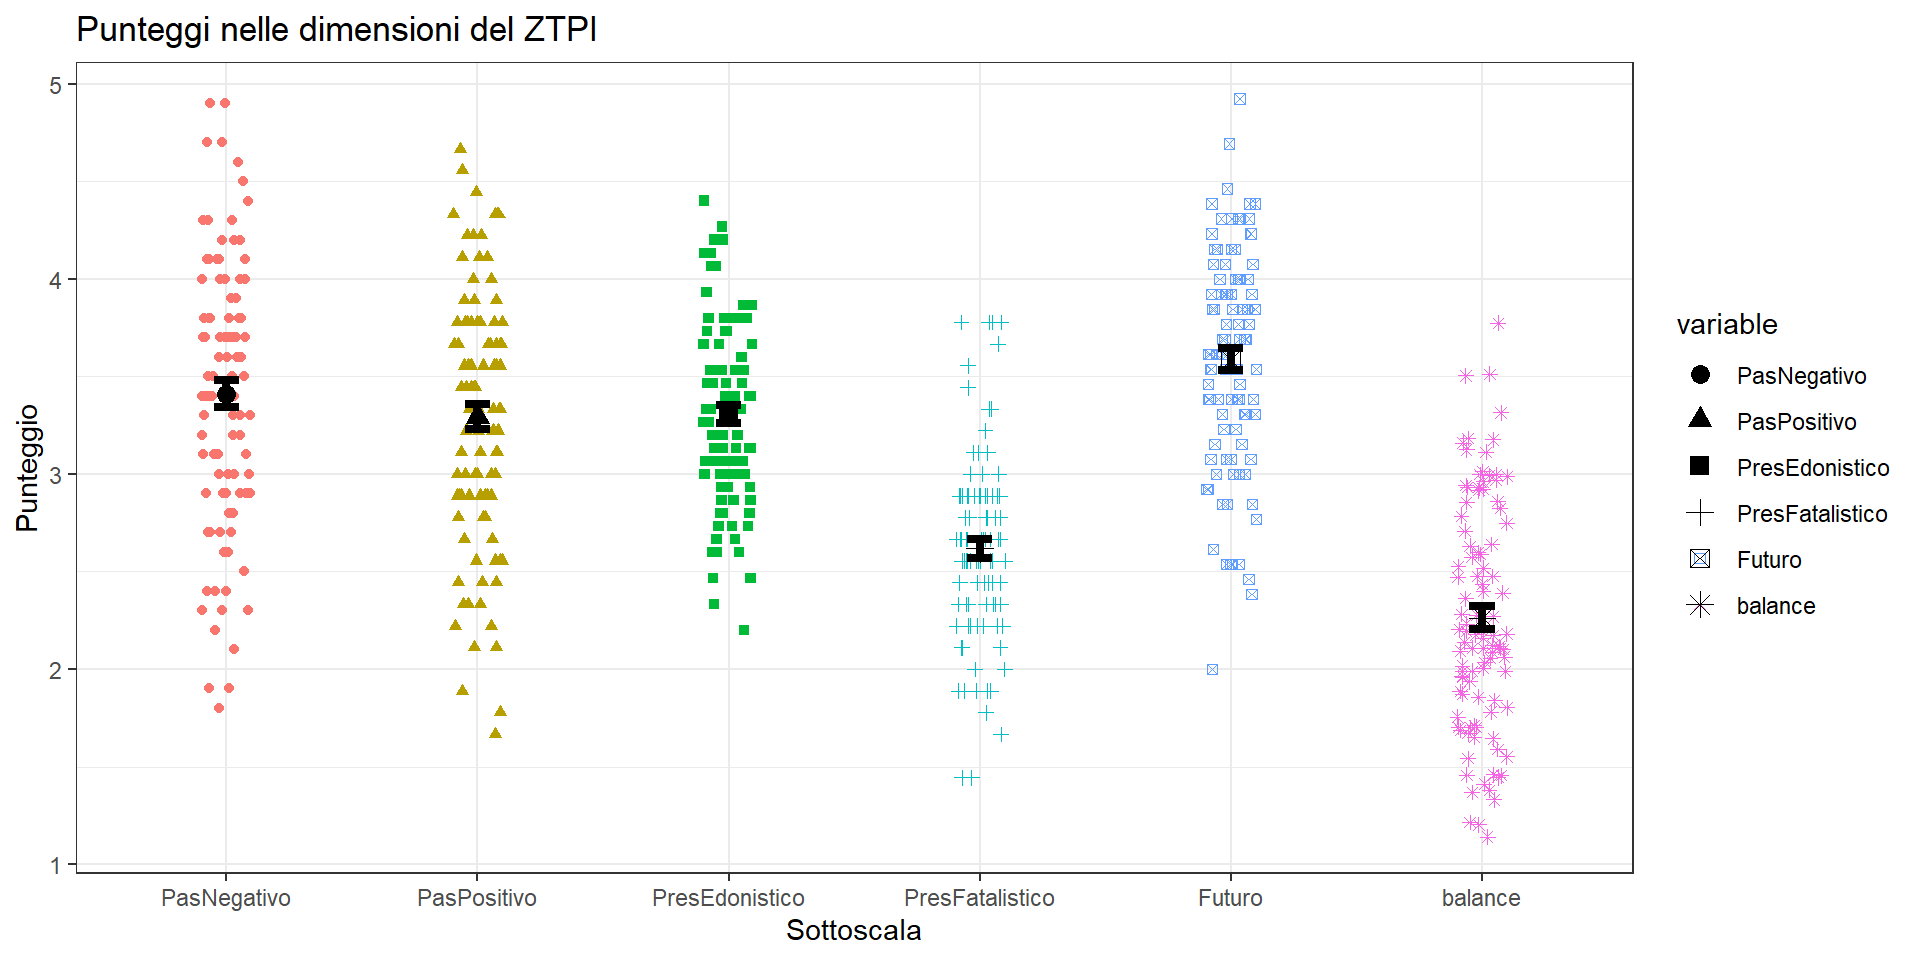 Punteggi nelle dimensioni del ZTPI
5
4
3
2
1
Punteggio
PasNegativo
PasPositivo
PresEdonistico
PresFatalistico
Futuro
balance
Sottoscala
variable
PasNegativo
PasPositivo
PresEdonistico
PresFatalistico
Futuro
balance